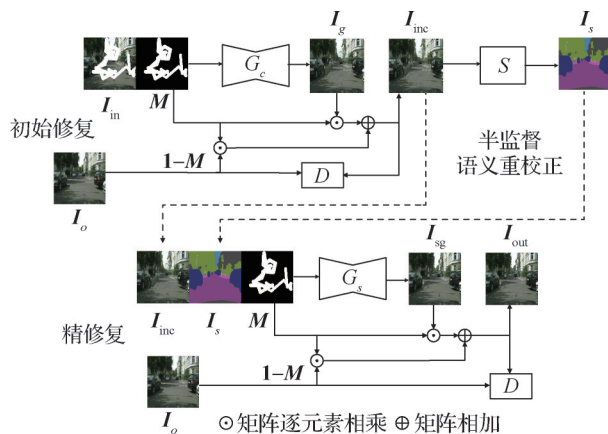 I_g I_inc I_s
G_c S
I_in M
初始修复
半监督
语义重校正
1−M D
I_o
I_sg I_out
G_s
I_inc I_s M
精修复
1−M D
I_o
⊙矩阵逐元素相乘 ⊕矩阵相加